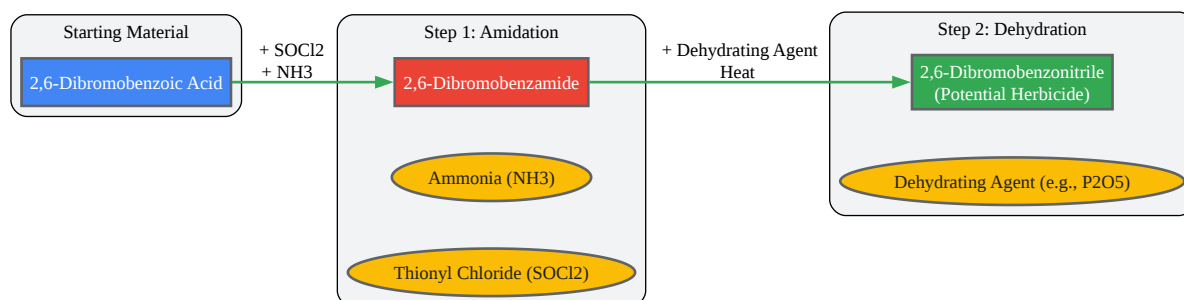 Starting Material
2,6-Dibromobenzoic Acid
+ SOCl2
+ NH3
Step 1: Amidation
2,6-Dibromobenzamide
Ammonia (NH3)
Thionyl Chloride (SOCl2)
+ Dehydrating Agent
Heat
Step 2: Dehydration
2,6-Dibromobenzonitrile
(Potential Herbicide)
Dehydrating Agent (e.g., P2O5)